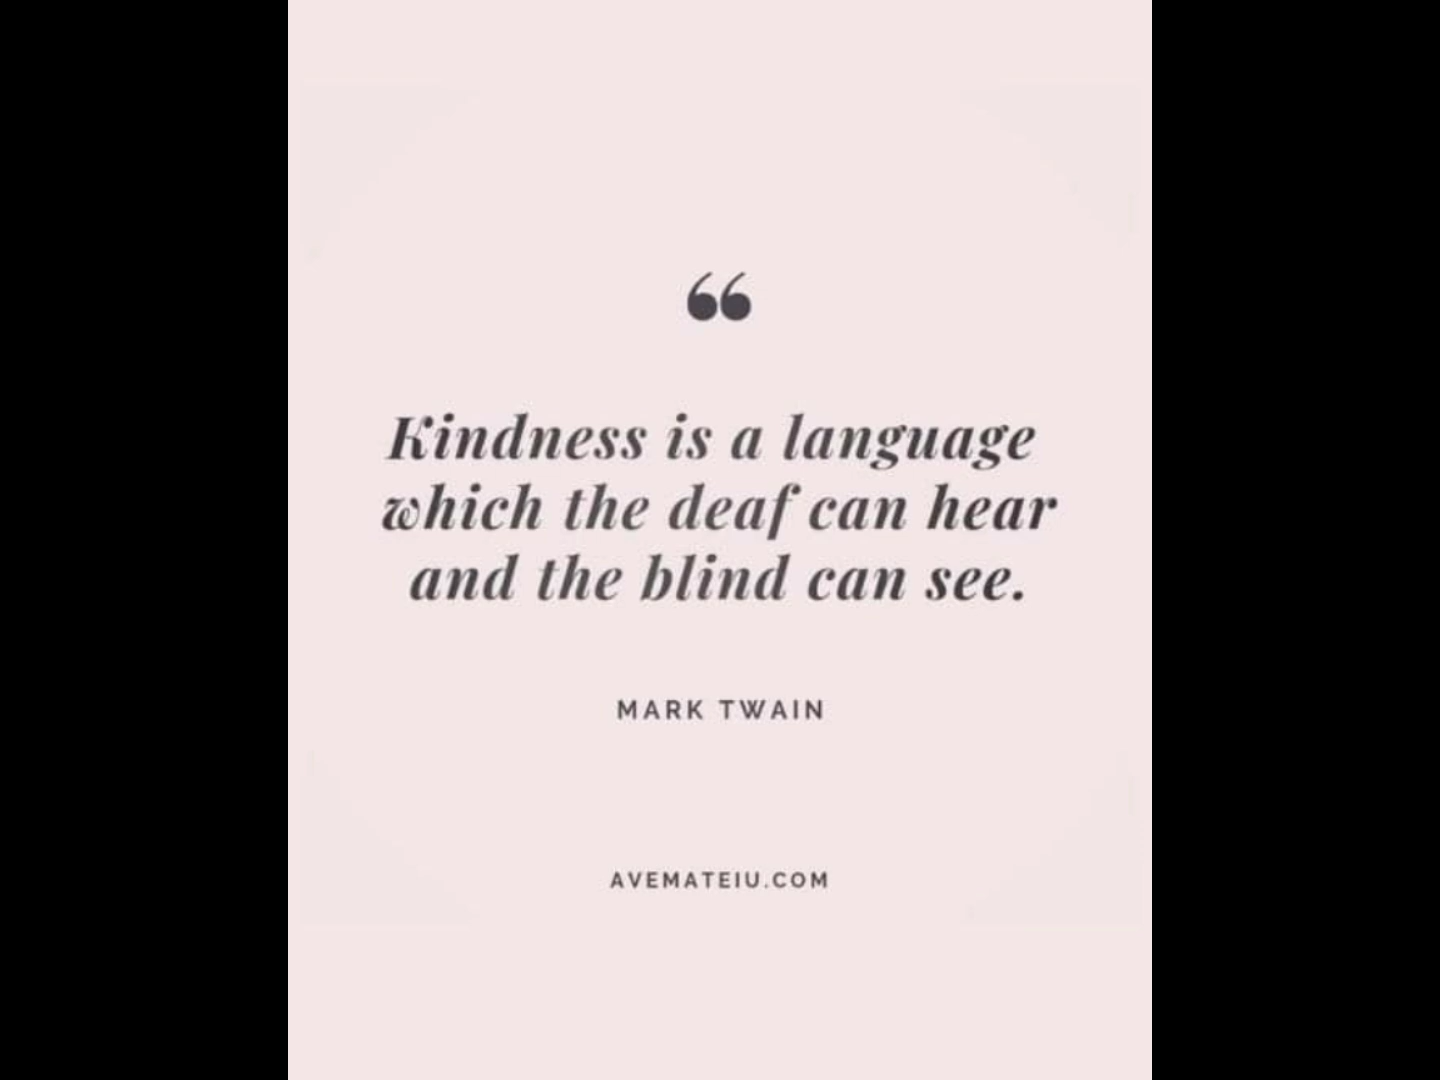 “
Kindness is a language
which the deaf can hear
and the blind can see.
MARK TWAIN
AVEMATEIU.COM